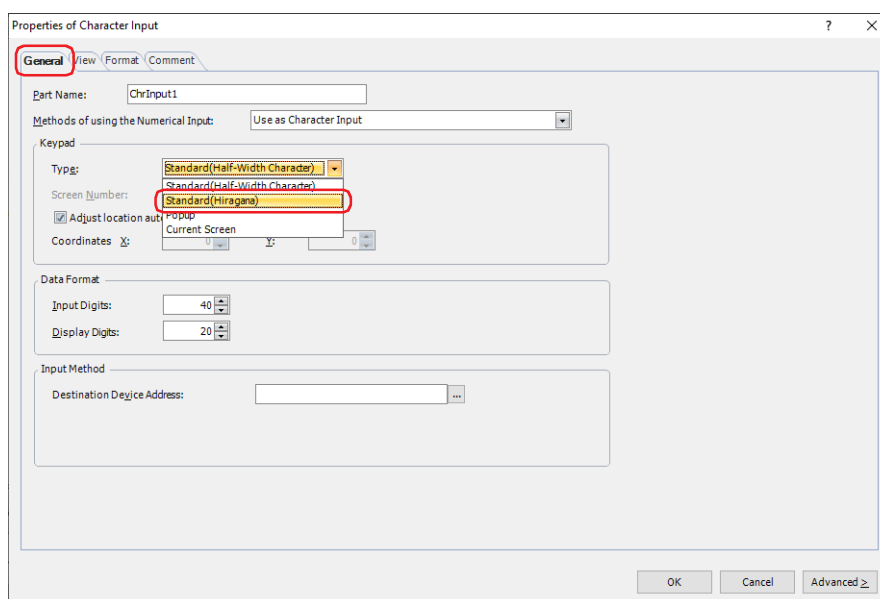 Properties of Character Input ? ×
General View Format Comment
Part Name: ChrInput1
Methods of using the Numerical Input: Use as Character Input
Keypad
Type: Standard(Half-Width Character)
Standard(Half-Width Character)
Screen Number: Standard(Hiragana)
Adjust location Popup
Current Screen
Coordinates X: 0 Y: 0
Data Format
Input Digits: 40
Display Digits: 20
Input Method
Destination Device Address: ...
OK Cancel Advanced >